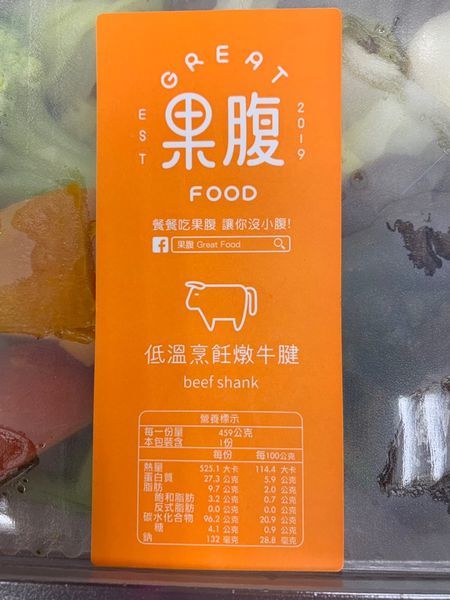 GREAT
EST 2019
果腹
FOOD
餐餐吃果腹 讓你沒小腹!
f 果腹 Great Food
低溫烹飪燉牛腱
beef shank
營養標示
每一份量 459公克
本包裝含 1份
每份 每100公克
熱量 525.1 大卡 114.4 大卡
蛋白質 27.3 公克 5.9 公克
脂肪 9.7 公克 2.0 公克
飽和脂肪 3.2 公克 0.7 公克
反式脂肪 0.0 公克 0.0 公克
碳水化合物 96.2 公克 20.9 公克
糖 4.1 公克 0.9 公克
鈉 132 毫克 28.8 毫克